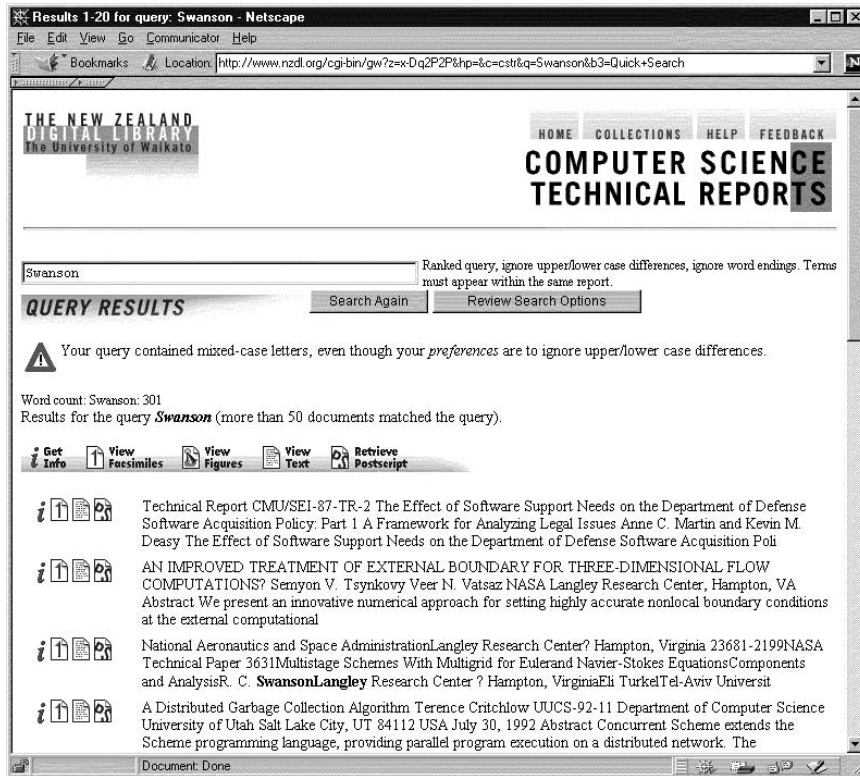 Results 1-20 for query: Swanson - Netscape
File Edit View Go Communicator Help
Bookmarks Location: http://www.nzdl.org/cgi-bin/gw?z=x-Dq2P2P&hp=&c=cstr&q=Swanson&b3=Quick+Search
N
THE NEW ZEALAND
DIGITAL LIBRARY
The University of Waikato
HOME COLLECTIONS HELP FEEDBACK
COMPUTER SCIENCE
TECHNICAL REPORTS
Swanson
Ranked query, ignore upper/lower case differences, ignore word endings. Terms
must appear within the same report.
QUERY RESULTS
Search Again Review Search Options
Your query contained mixed-case letters, even though your preferences are to ignore upper/lower case differences.
Word count: Swanson: 301
Results for the query Swanson (more than 50 documents matched the query).
i Get Info View Facsimiles View Figures View Text Retrieve Postscript
Technical Report CMU/SEI-87-TR-2 The Effect of Software Support Needs on the Department of Defense
Software Acquisition Policy: Part 1 A Framework for Analyzing Legal Issues Anne C. Martin and Kevin M.
Deasy The Effect of Software Support Needs on the Department of Defense Software Acquisition Poli
AN IMPROVED TREATMENT OF EXTERNAL BOUNDARY FOR THREE-DIMENSIONAL FLOW
COMPUTATIONS? Semyon V. Tsynkovy Veer N. Vatsaz NASA Langley Research Center, Hampton, VA
Abstract We present an innovative numerical approach for setting highly accurate nonlocal boundary conditions
at the external computational
National Aeronautics and Space AdministrationLangley Research Center? Hampton, Virginia 23681-2199NASA
Technical Paper 3631Multistage Schemes With Multigrid for Eulerand Navier-Stokes EquationsComponents
and AnalysisR. C. SwansonLangley Research Center ? Hampton, VirginiaEli TurkelTel-Aviv Universit
A Distributed Garbage Collection Algorithm Terence Critchlow UUCS-92-11 Department of Computer Science
University of Utah Salt Lake City, UT 84112 USA July 30, 1992 Abstract Concurrent Scheme extends the
Scheme programming language, providing parallel program execution on a distributed network. The
Document: Done